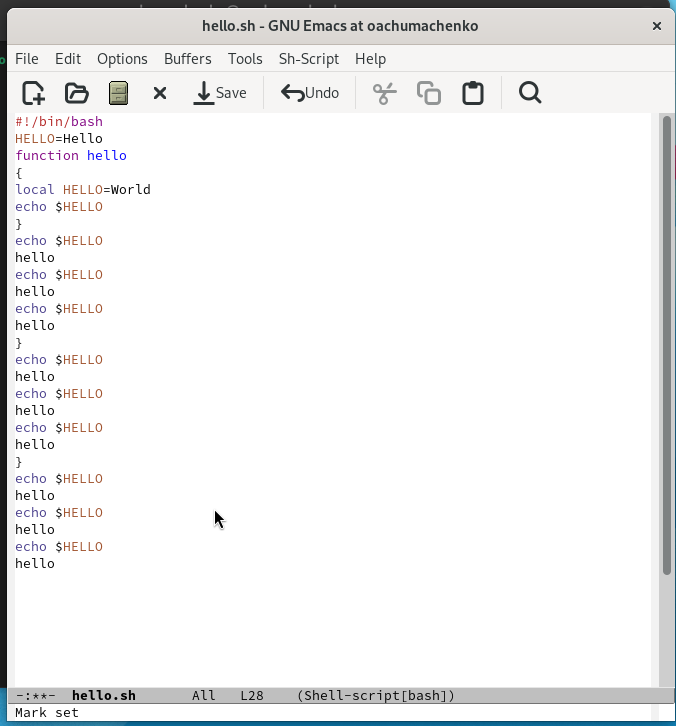 hello.sh - GNU Emacs at oachumachenko
File Edit Options Buffers Tools Sh-Script Help
Save Undo
#!/bin/bash
HELLO=Hello
function hello
{
local HELLO=World
echo $HELLO
}
echo $HELLO
hello
echo $HELLO
hello
echo $HELLO
hello
}
echo $HELLO
hello
echo $HELLO
hello
echo $HELLO
hello
}
echo $HELLO
hello
echo $HELLO
hello
echo $HELLO
hello
-:**- hello.sh All L28 (Shell-script[bash])
Mark set